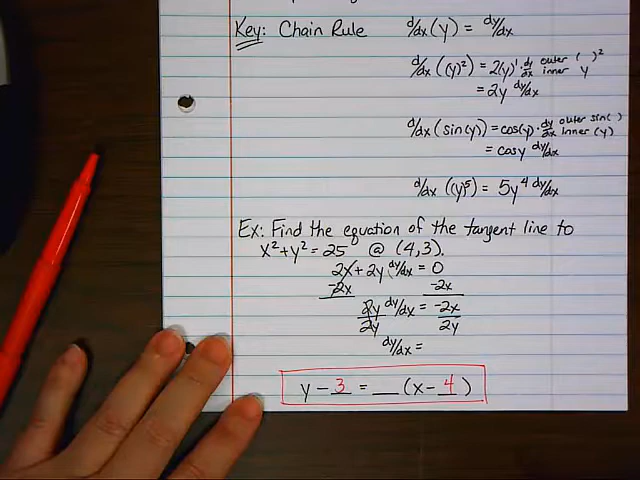 Key: Chain Rule
d/dx (y) = dy/dx
d/dx ((y)²) = 2(y)¹ · dy/dx outer ( )² inner y
= 2y dy/dx
d/dx (sin(y)) = cos(y) · dy/dx outer sin( ) inner (y)
= cosy dy/dx
d/dx ((y)⁵) = 5y⁴ dy/dx
Ex: Find the equation of the tangent line to
x² + y² = 25 @ (4,3).
2x + 2y dy/dx = 0
-2x -2x
2y dy/dx = -2x
2y 2y
dy/dx =
y - 3 = __ (x - 4)